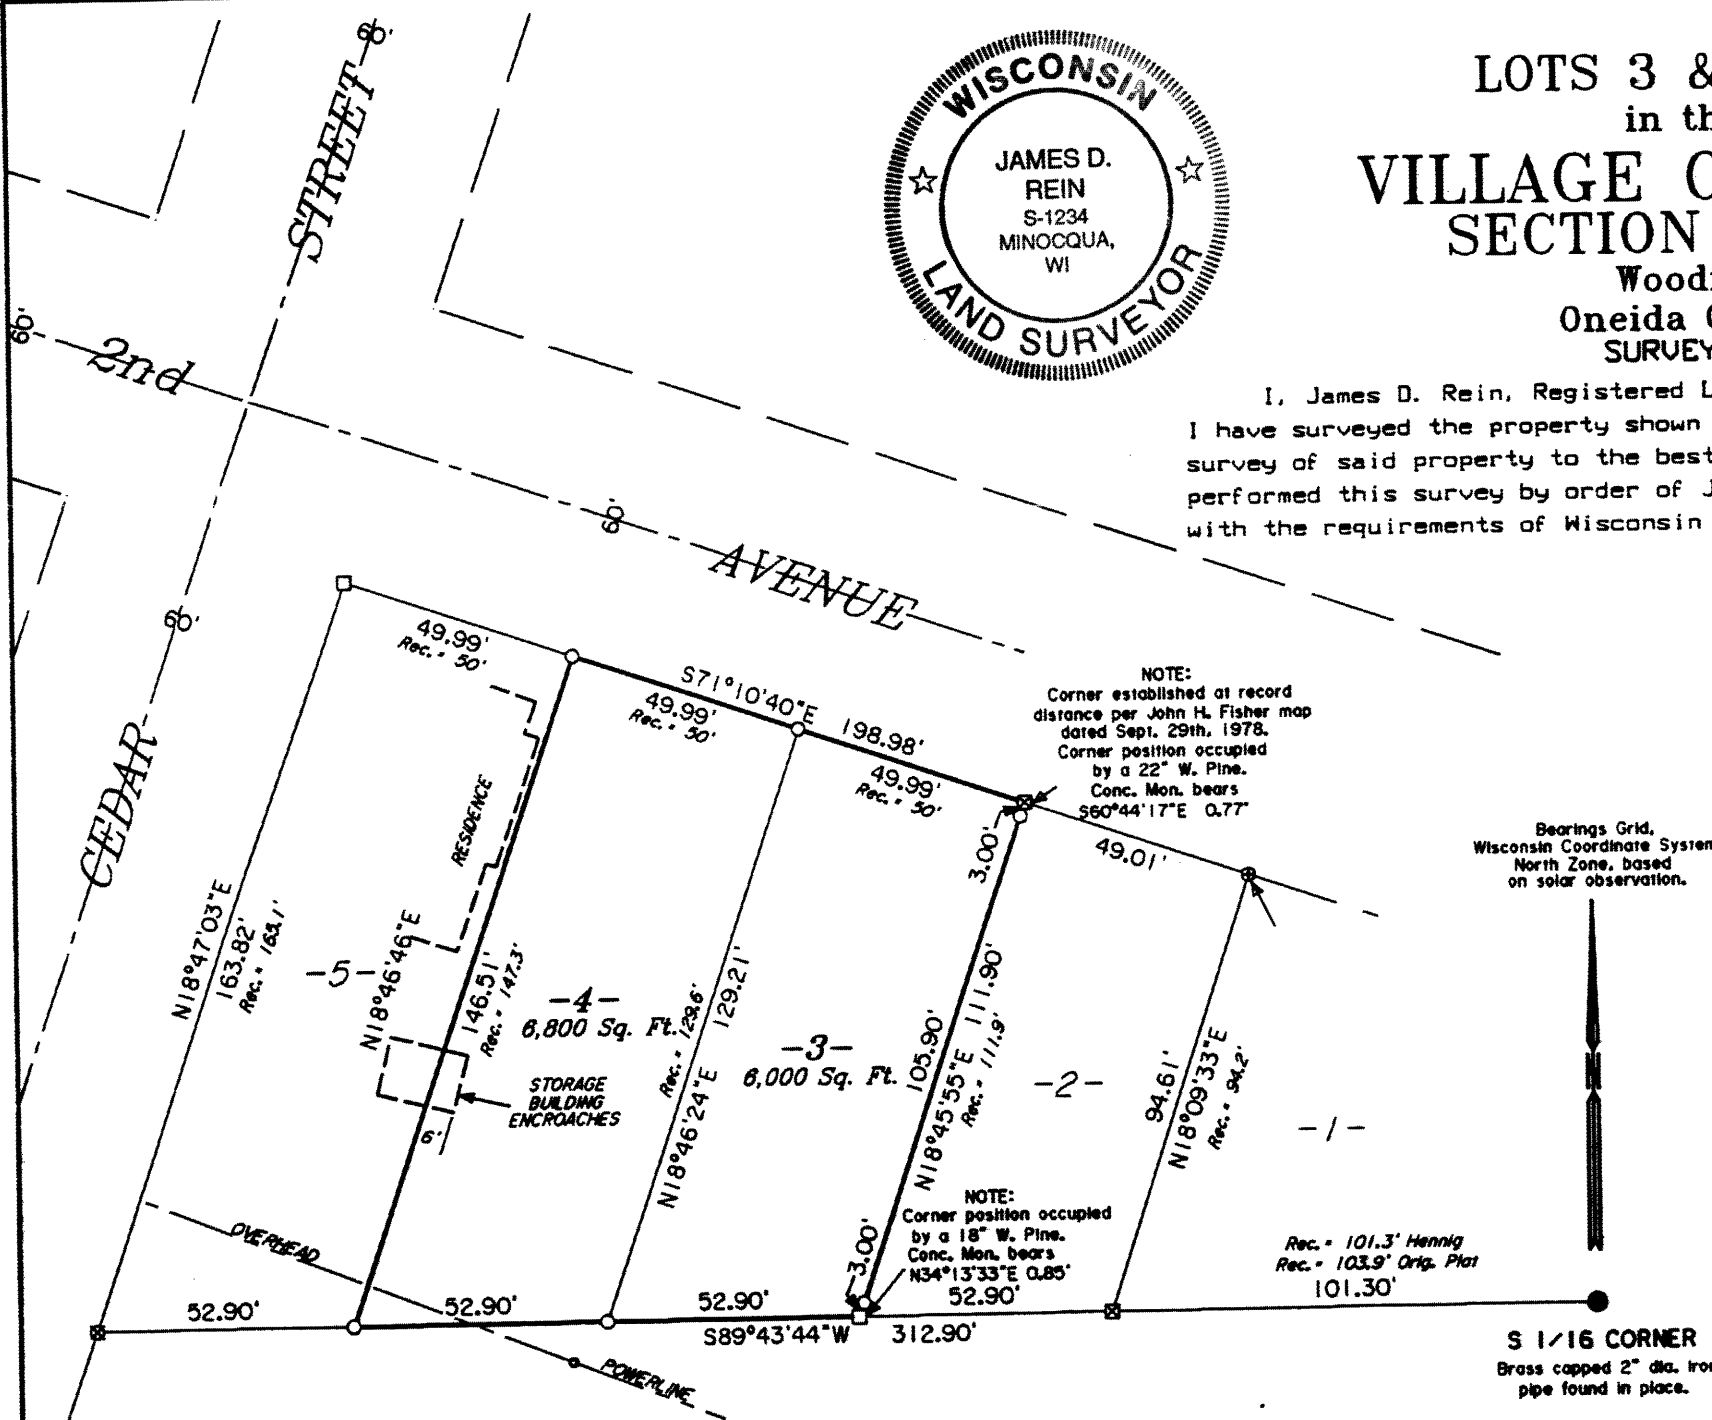 60'
STREET
66'
2nd
60'
AVENUE
60'
CEDAR
WISCONSIN
JAMES D.
REIN
S-1234
MINOCQUA,
WI
LAND SURVEYOR
LOTS 3 &
in th
VILLAGE O
SECTION
Wood
Oneida
SURVEY
I, James D. Rein, Registered L
I have surveyed the property shown
survey of said property to the best
performed this survey by order of J
with the requirements of Wisconsin
49.99'
Rec. = 50'
S71°10'40"E 198.98'
49.99'
Rec. = 50'
49.99'
Rec. = 50'
49.01'
NOTE:
Corner established at record
distance per John H. Fisher map
dated Sept. 29th, 1978.
Corner position occupied
by a 22" W. Pine.
Conc. Mon. bears
S60°44'17"E 0.77'
Bearings Grid,
Wisconsin Coordinate System
North Zone, based
on solar observation.
N
RESIDENCE
3.00'
N18°47'03"E
163.82'
Rec. = 165.1'
-5-
N18°46'46"E
146.51'
Rec. = 147.3'
-4-
6,800 Sq. Ft.
Rec. = 129.6'
129.21'
N18°46'24"E
-3-
6,000 Sq. Ft.
105.90'
N18°45'55"E 111.90'
Rec. = 111.9'
-2-
94.61'
N18°09'33"E
Rec. = 94.2'
-1-
STORAGE
BUILDING
ENCROACHES
6'
NOTE:
Corner position occupied
by a 18" W. Pine.
Conc. Mon. bears
N34°13'33"E 0.85'
3.00'
OVERHEAD
POWERLINE
Rec. = 101.3' Hennig
Rec. = 103.9' Orig. Plat
101.30'
52.90'
52.90'
52.90'
52.90'
S89°43'44"W 312.90'
S 1/16 CORNER
Brass capped 2" dia. iro
pipe found in place.